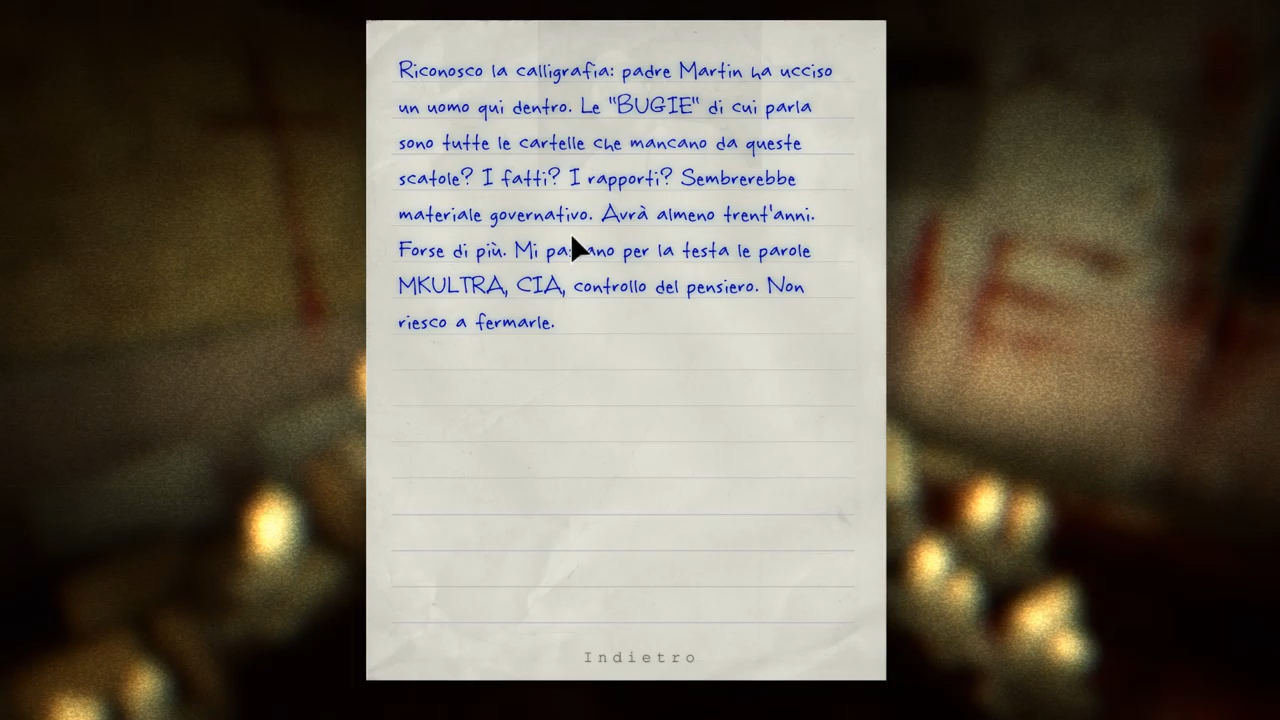 Riconosco la calligrafia: padre Martin ha ucciso
un uomo qui dentro. Le "BUGIE" di cui parla
sono tutte le cartelle che mancano da queste
scatole? I fatti? I rapporti? Sembrerebbe
materiale governativo. Avrà almeno trent'anni.
Forse di più. Mi passano per la testa le parole
MKULTRA, CIA, controllo del pensiero. Non
riesco a fermarle.
Indietro